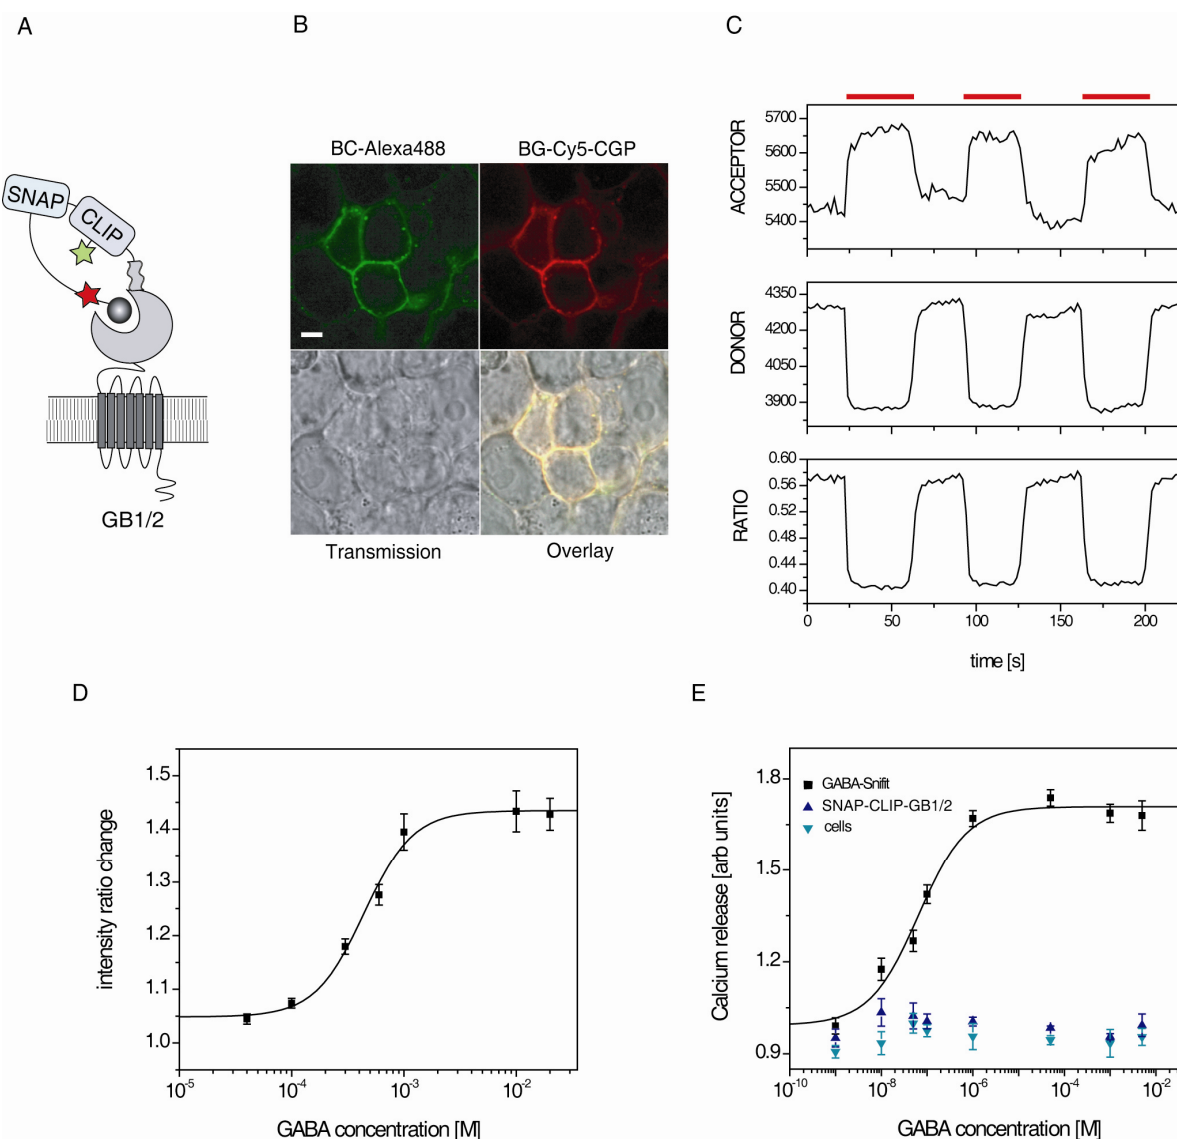 A
B
C
SNAP
CLIP
GB1/2
BC-Alexa488
BG-Cy5-CGP
Transmission
Overlay
ACCEPTOR
5700
5600
5500
5400
DONOR
4350
4200
4050
3900
RATIO
0.60
0.56
0.52
0.48
0.44
0.40
0
50
100
150
200
time [s]
D
intensity ratio change
1.5
1.4
1.3
1.2
1.1
1.0
10-5
10-4
10-3
10-2
GABA concentration [M]
E
Calcium release [arb units]
1.8
1.5
1.2
0.9
GABA-Snifit
SNAP-CLIP-GB1/2
cells
10-10
10-8
10-6
10-4
10-2
GABA concentration [M]